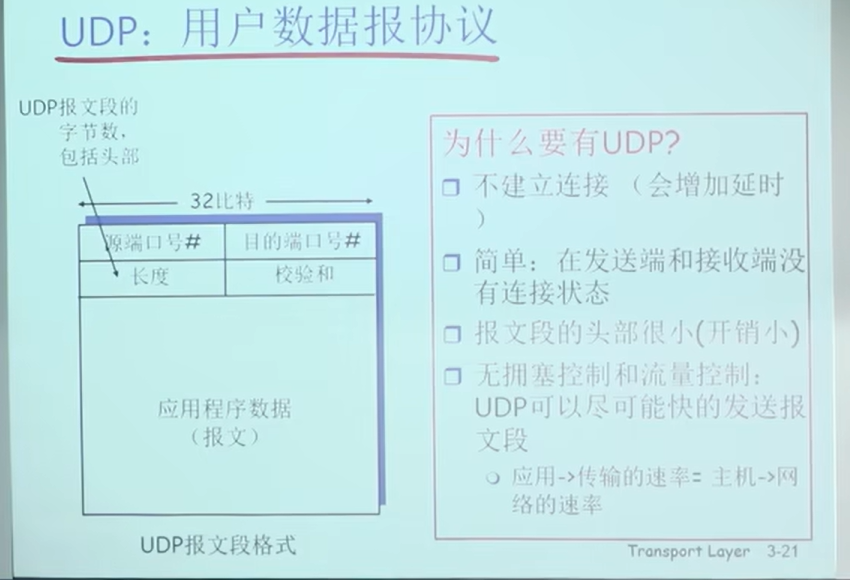 UDP：用户数据报协议
UDP报文段的
字节数，
包括头部
32比特
源端口号#
目的端口号#
长度
校验和
应用程序数据
（报文）
UDP报文段格式
为什么要有UDP?
不建立连接 （会增加延时
）
简单：在发送端和接收端没
有连接状态
报文段的头部很小(开销小)
无拥塞控制和流量控制：
UDP可以尽可能快的发送报
文段
应用->传输的速率= 主机->网
络的速率
Transport Layer 3-21